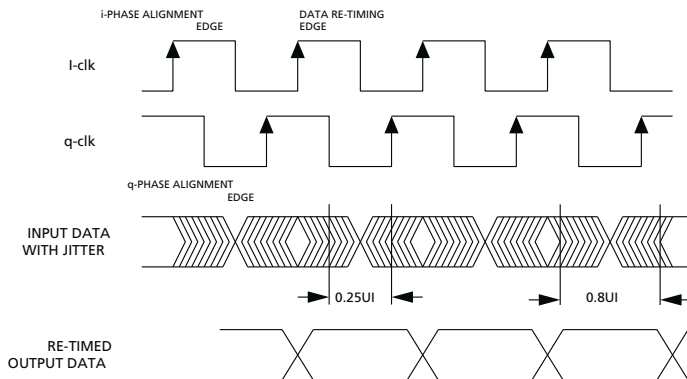 i-PHASE ALIGNMENT
EDGE
DATA RE-TIMING
EDGE
I-clk
q-clk
q-PHASE ALIGNMENT
EDGE
INPUT DATA
WITH JITTER
0.25UI
0.8UI
RE-TIMED
OUTPUT DATA